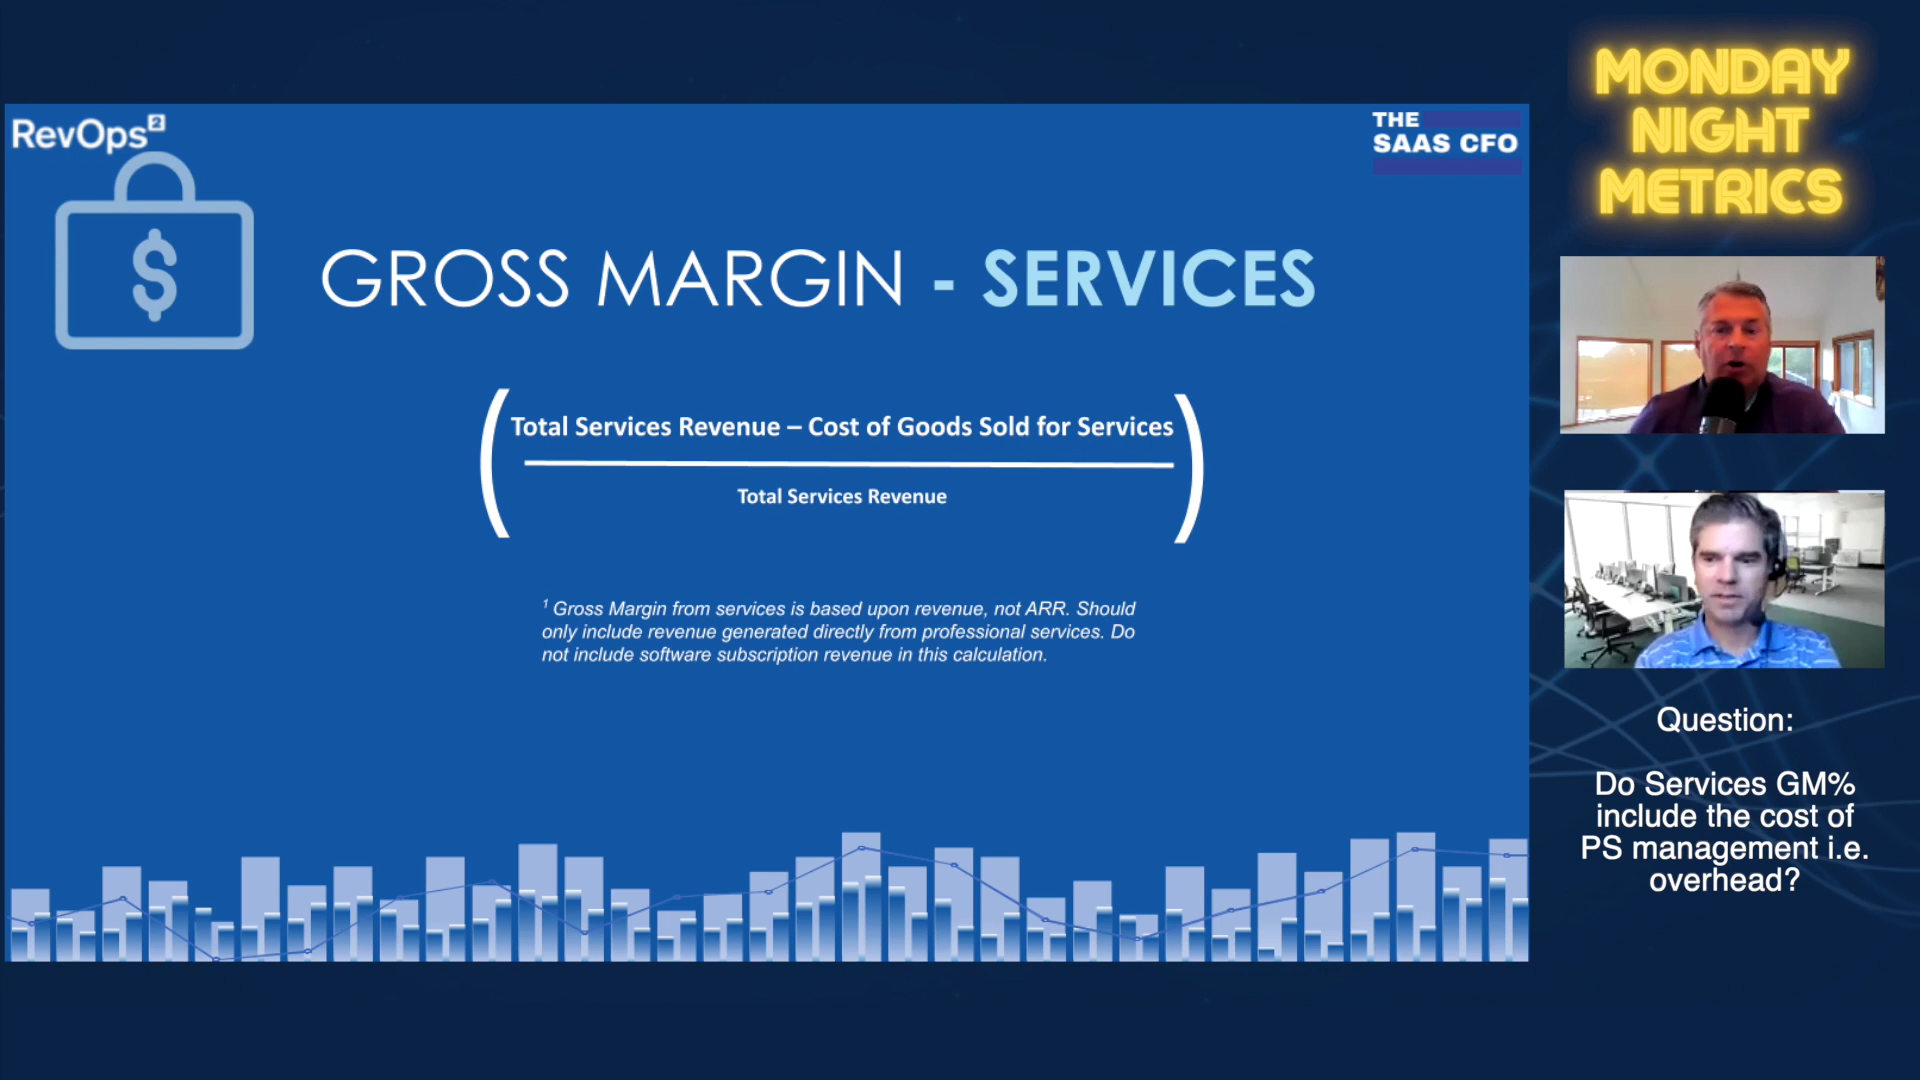 RevOps²
THE
SAAS CFO
$
GROSS MARGIN - SERVICES
Total Services Revenue – Cost of Goods Sold for Services
Total Services Revenue
¹ Gross Margin from services is based upon revenue, not ARR. Should
only include revenue generated directly from professional services. Do
not include software subscription revenue in this calculation.
MONDAY
NIGHT
METRICS
Question:
Do Services GM%
include the cost of
PS management i.e.
overhead?